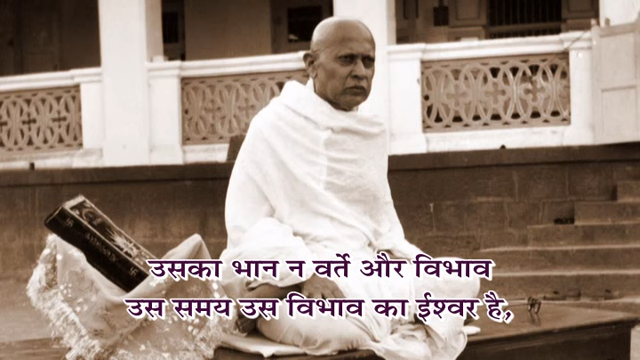 उसका भान न वर्ते और विभाव
उस समय उस विभाव का ईश्वर है,